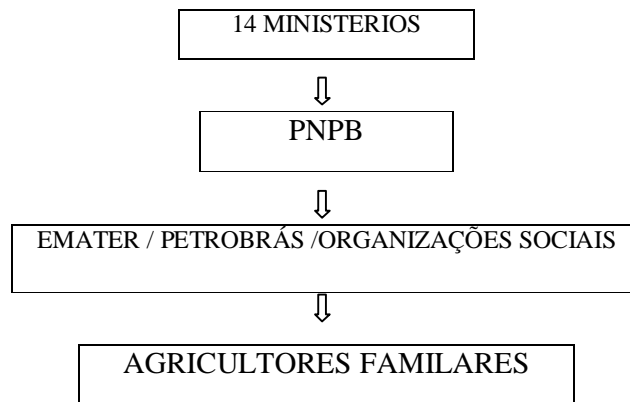 14 MINISTERIOS
PNPB
EMATER / PETROBRÁS /ORGANIZAÇÕES SOCIAIS
AGRICULTORES FAMILARES